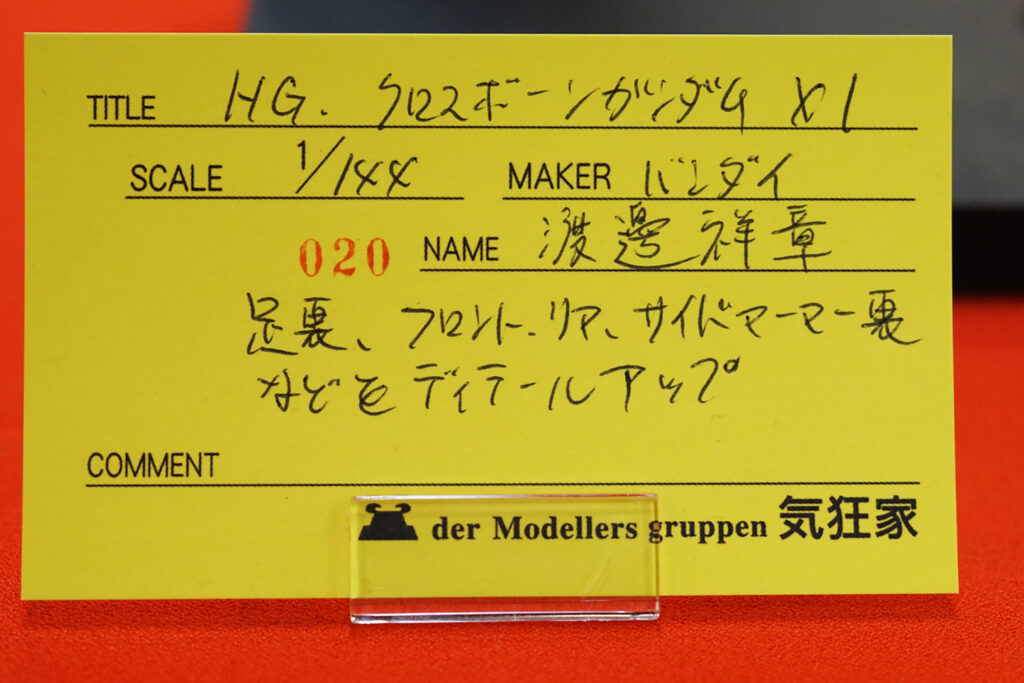 TITLE HG. クロスボーンガンダム X1
SCALE 1/144 MAKER バンダイ
020 NAME 渡邊祥章
足裏、フロント、リア、サイドアーマー裏
などをディテールアップ
COMMENT
der Modellers gruppen 気狂家